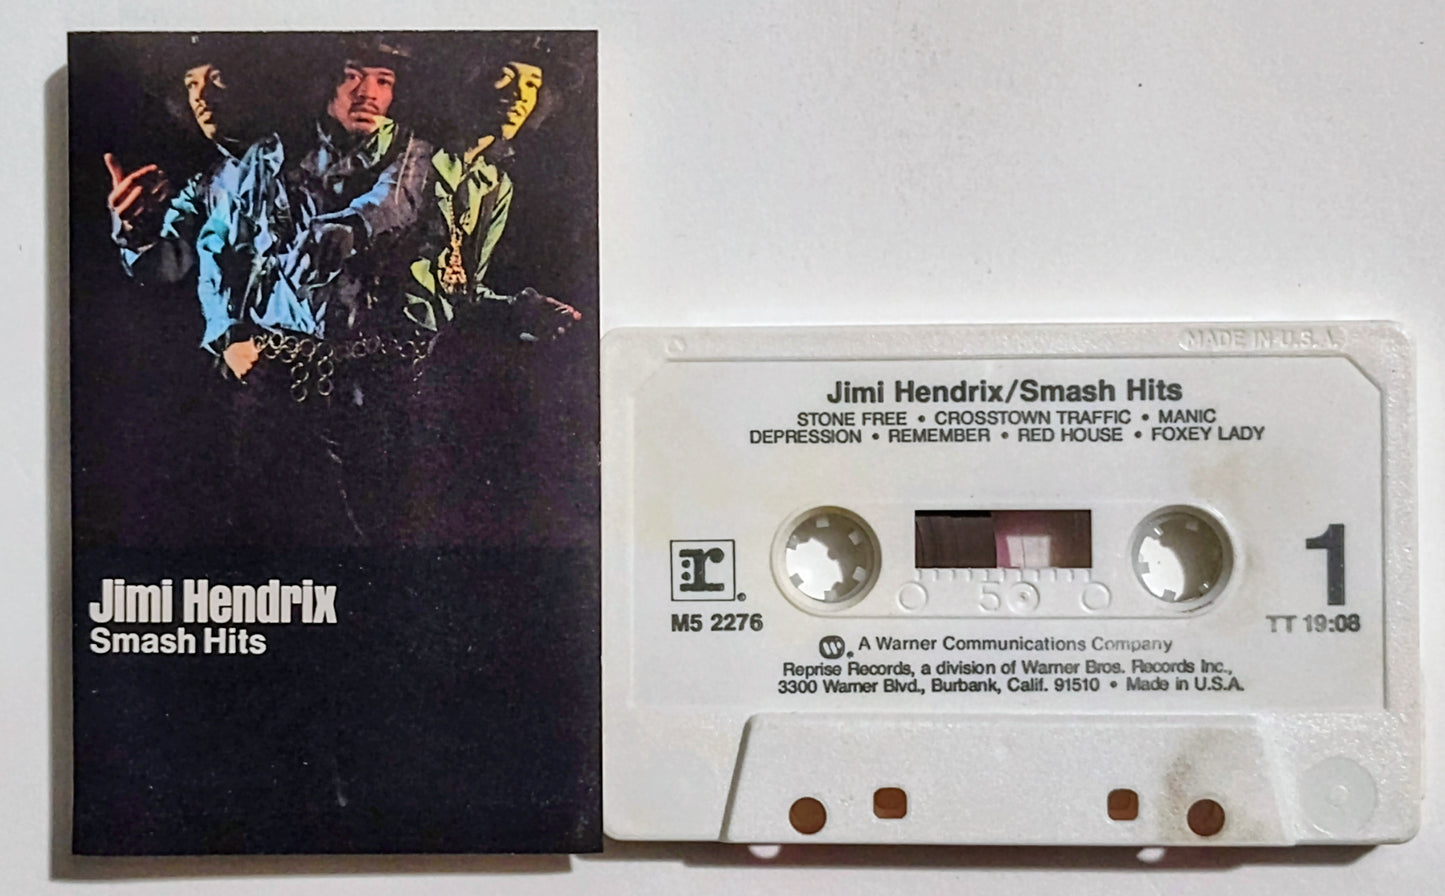 Jimi Hendrix
Smash Hits
MADE IN U.S.A.
Jimi Hendrix/Smash Hits
STONE FREE • CROSSTOWN TRAFFIC • MANIC
DEPRESSION • REMEMBER • RED HOUSE • FOXEY LADY
r
M5 2276
50
1
TT 19:08
W A Warner Communications Company
Reprise Records, a division of Warner Bros. Records Inc.,
3300 Warner Blvd., Burbank, Calif. 91510 • Made in U.S.A.